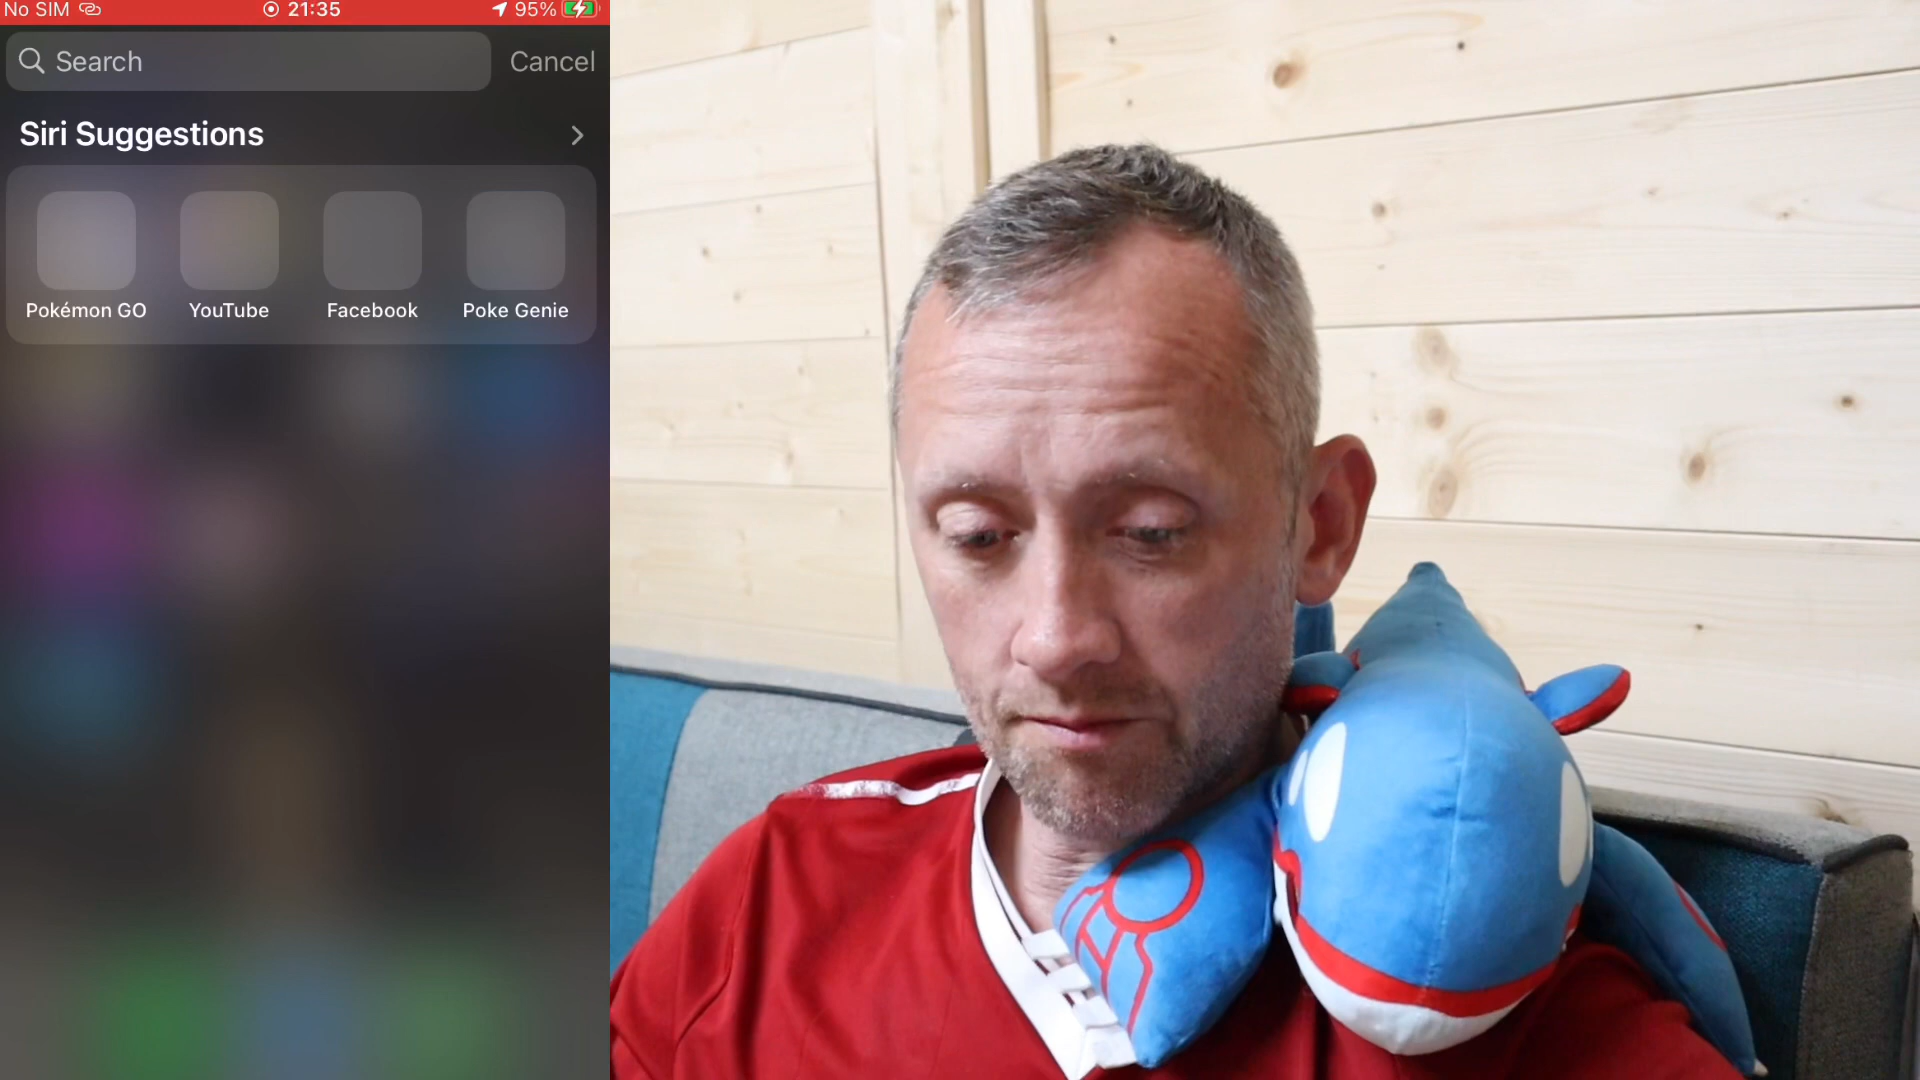 No SIM 21:35 95%
Search Cancel
Siri Suggestions
Pokémon GO YouTube Facebook Poke Genie